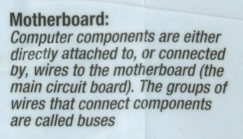 Motherboard:
Computer components are either
directly attached to, or connected
by, wires to the motherboard (the
main circuit board). The groups of
wires that connect components
are called buses